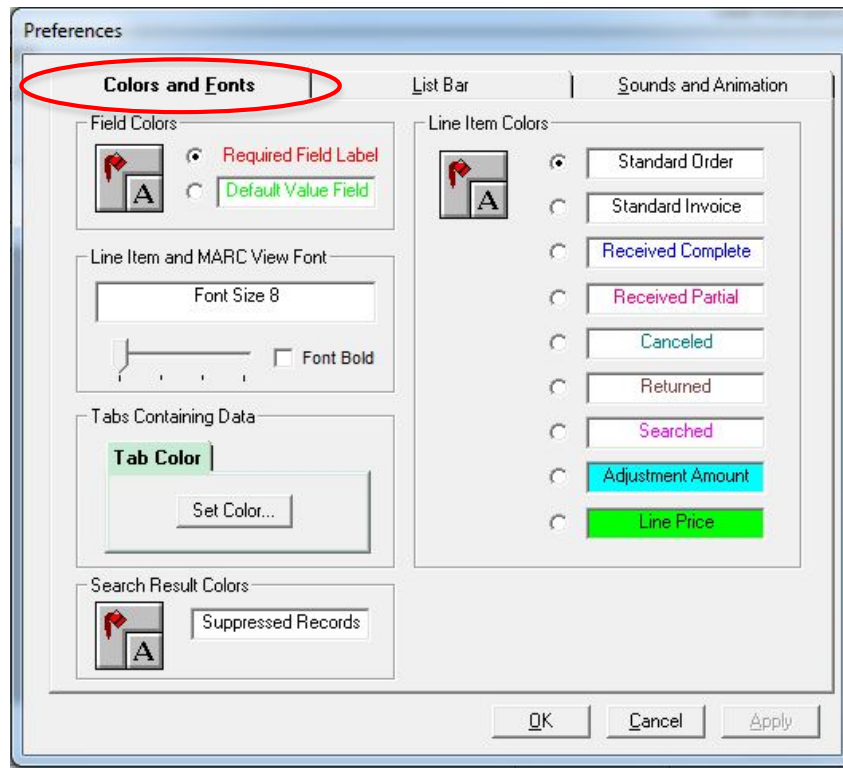 Preferences
Colors and Fonts
List Bar
Sounds and Animation
Field Colors
A
Required Field Label
Default Value Field
Line Item and MARC View Font
Font Size 8
Font Bold
Tabs Containing Data
Tab Color
Set Color...
Search Result Colors
A
Suppressed Records
Line Item Colors
A
Standard Order
Standard Invoice
Received Complete
Received Partial
Canceled
Returned
Searched
Adjustment Amount
Line Price
OK
Cancel
Apply